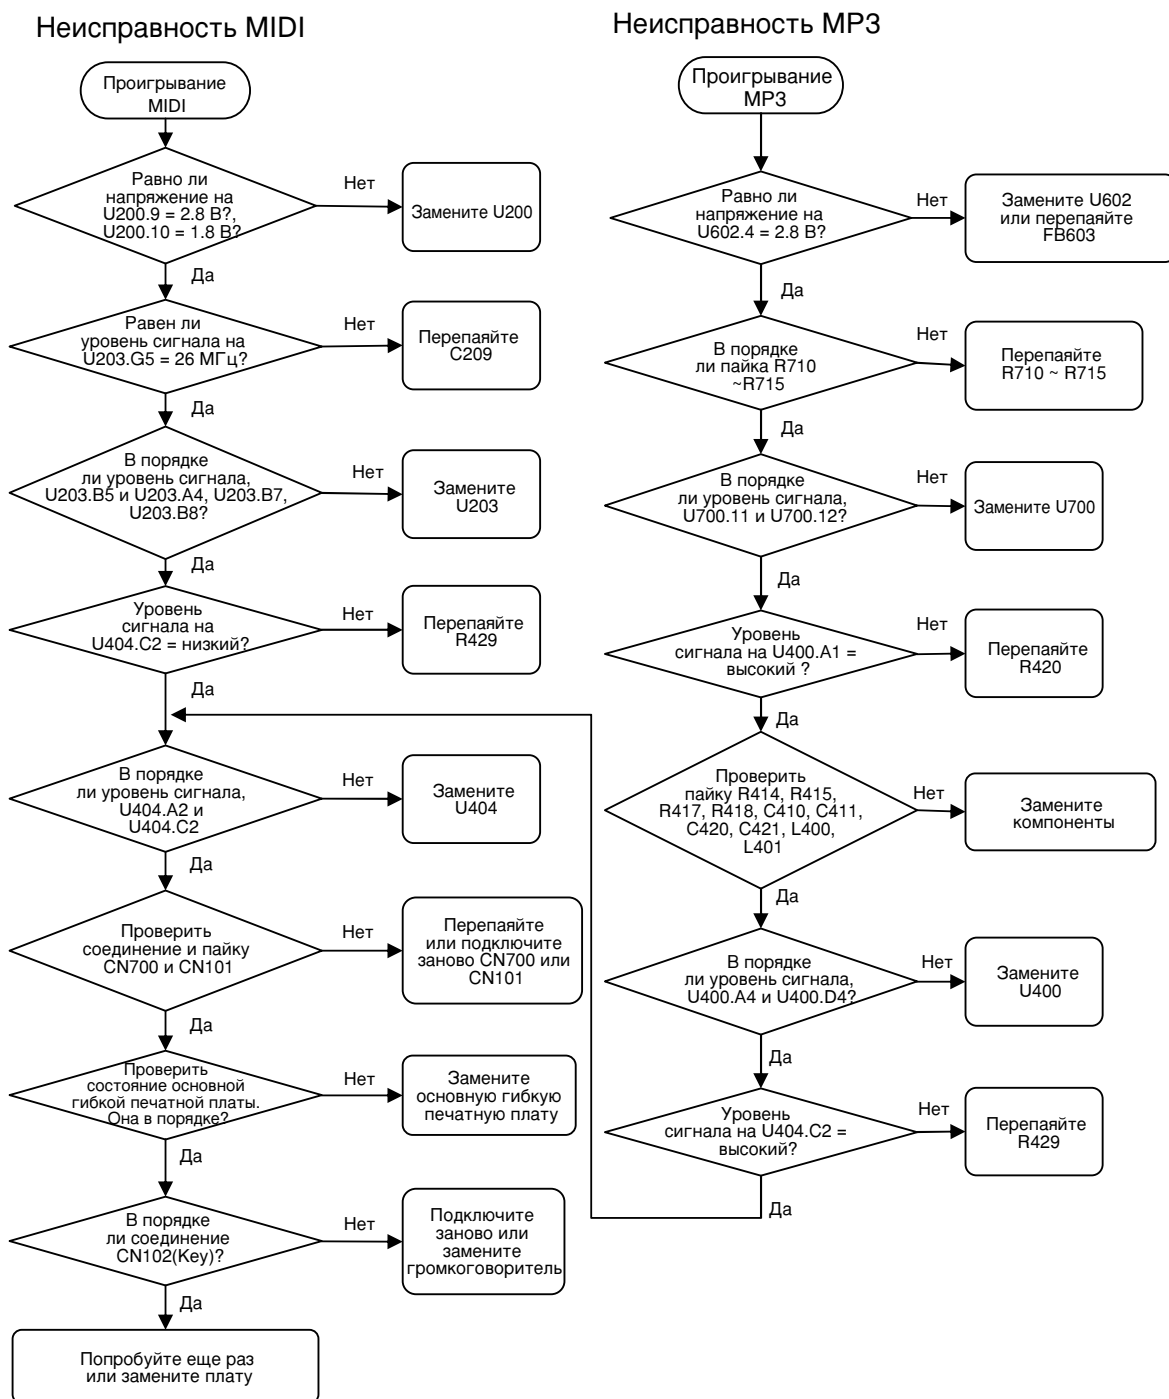 Неисправность MIDI
Проигрывание
MIDI
Равно ли
напряжение на
U200.9 = 2.8 В?,
U200.10 = 1.8 В?
Нет
Замените U200
Да
Равен ли
уровень сигнала на
U203.G5 = 26 МГц?
Нет
Перепаяйте
C209
Да
В порядке
ли уровень сигнала,
U203.B5 и U203.A4, U203.B7,
U203.B8?
Нет
Замените
U203
Да
Уровень
сигнала на
U404.C2 = низкий?
Нет
Перепаяйте
R429
Да
В порядке
ли уровень сигнала,
U404.A2 и
U404.C2
Нет
Замените
U404
Да
Проверить
соединение и пайку
CN700 и CN101
Нет
Перепаяйте
или подключите
заново CN700 или
CN101
Да
Проверить
состояние основной
гибкой печатной платы.
Она в порядке?
Нет
Замените
основную гибкую
печатную плату
Да
В порядке
ли соединение
CN102(Key)?
Нет
Подключите
заново или
замените
громкоговоритель
Да
Попробуйте еще раз
или замените плату
Неисправность MP3
Проигрывание
MP3
Равно ли
напряжение на
U602.4 = 2.8 В?
Нет
Замените U602
или перепаяйте
FB603
Да
В порядке
ли пайка R710
~R715
Нет
Перепаяйте
R710 ~ R715
Да
В порядке
ли уровень сигнала,
U700.11 и U700.12?
Нет
Замените U700
Да
Уровень
сигнала на U400.A1 =
высокий ?
Нет
Перепаяйте
R420
Да
Проверить
пайку R414, R415,
R417, R418, C410, C411,
C420, C421, L400,
L401
Нет
Замените
компоненты
Да
В порядке
ли уровень сигнала,
U400.A4 и U400.D4?
Нет
Замените
U400
Да
Уровень
сигнала на U404.C2 =
высокий?
Нет
Перепаяйте
R429
Да